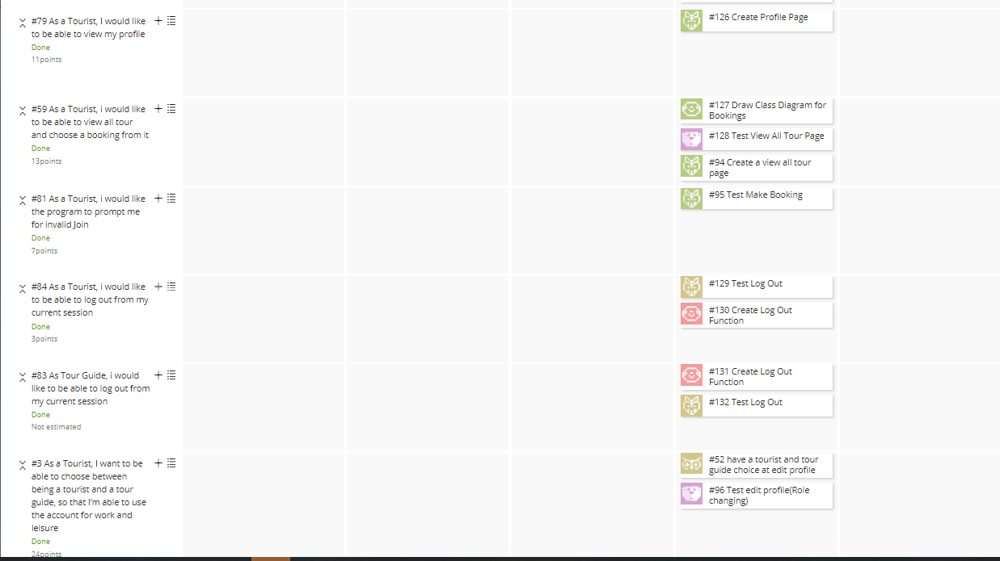 #79 As a Tourist, I would like
to be able to view my profile
Done
11points
#126 Create Profile Page
#59 As a Tourist, i would like
to be able to view all tour
and choose a booking from it
Done
13points
#127 Draw Class Diagram for
Bookings
#128 Test View All Tour Page
#94 Create a view all tour
page
#81 As a Tourist, i would like
the program to prompt me
for invalid Join
Done
7points
#95 Test Make Booking
#84 As a Tourist, i would like
to be able to log out from my
current session
Done
3points
#129 Test Log Out
#130 Create Log Out
Function
#83 As Tour Guide, i would
like to be able to log out from
my current session
Done
Not estimated
#131 Create Log Out
Function
#132 Test Log Out
#3 As a Tourist, I want to be
able to choose between
being a tourist and a tour
guide, so that I'm able to use
the account for work and
leisure
Done
24points
#52 have a tourist and tour
guide choice at edit profile
#96 Test edit profile(Role
changing)